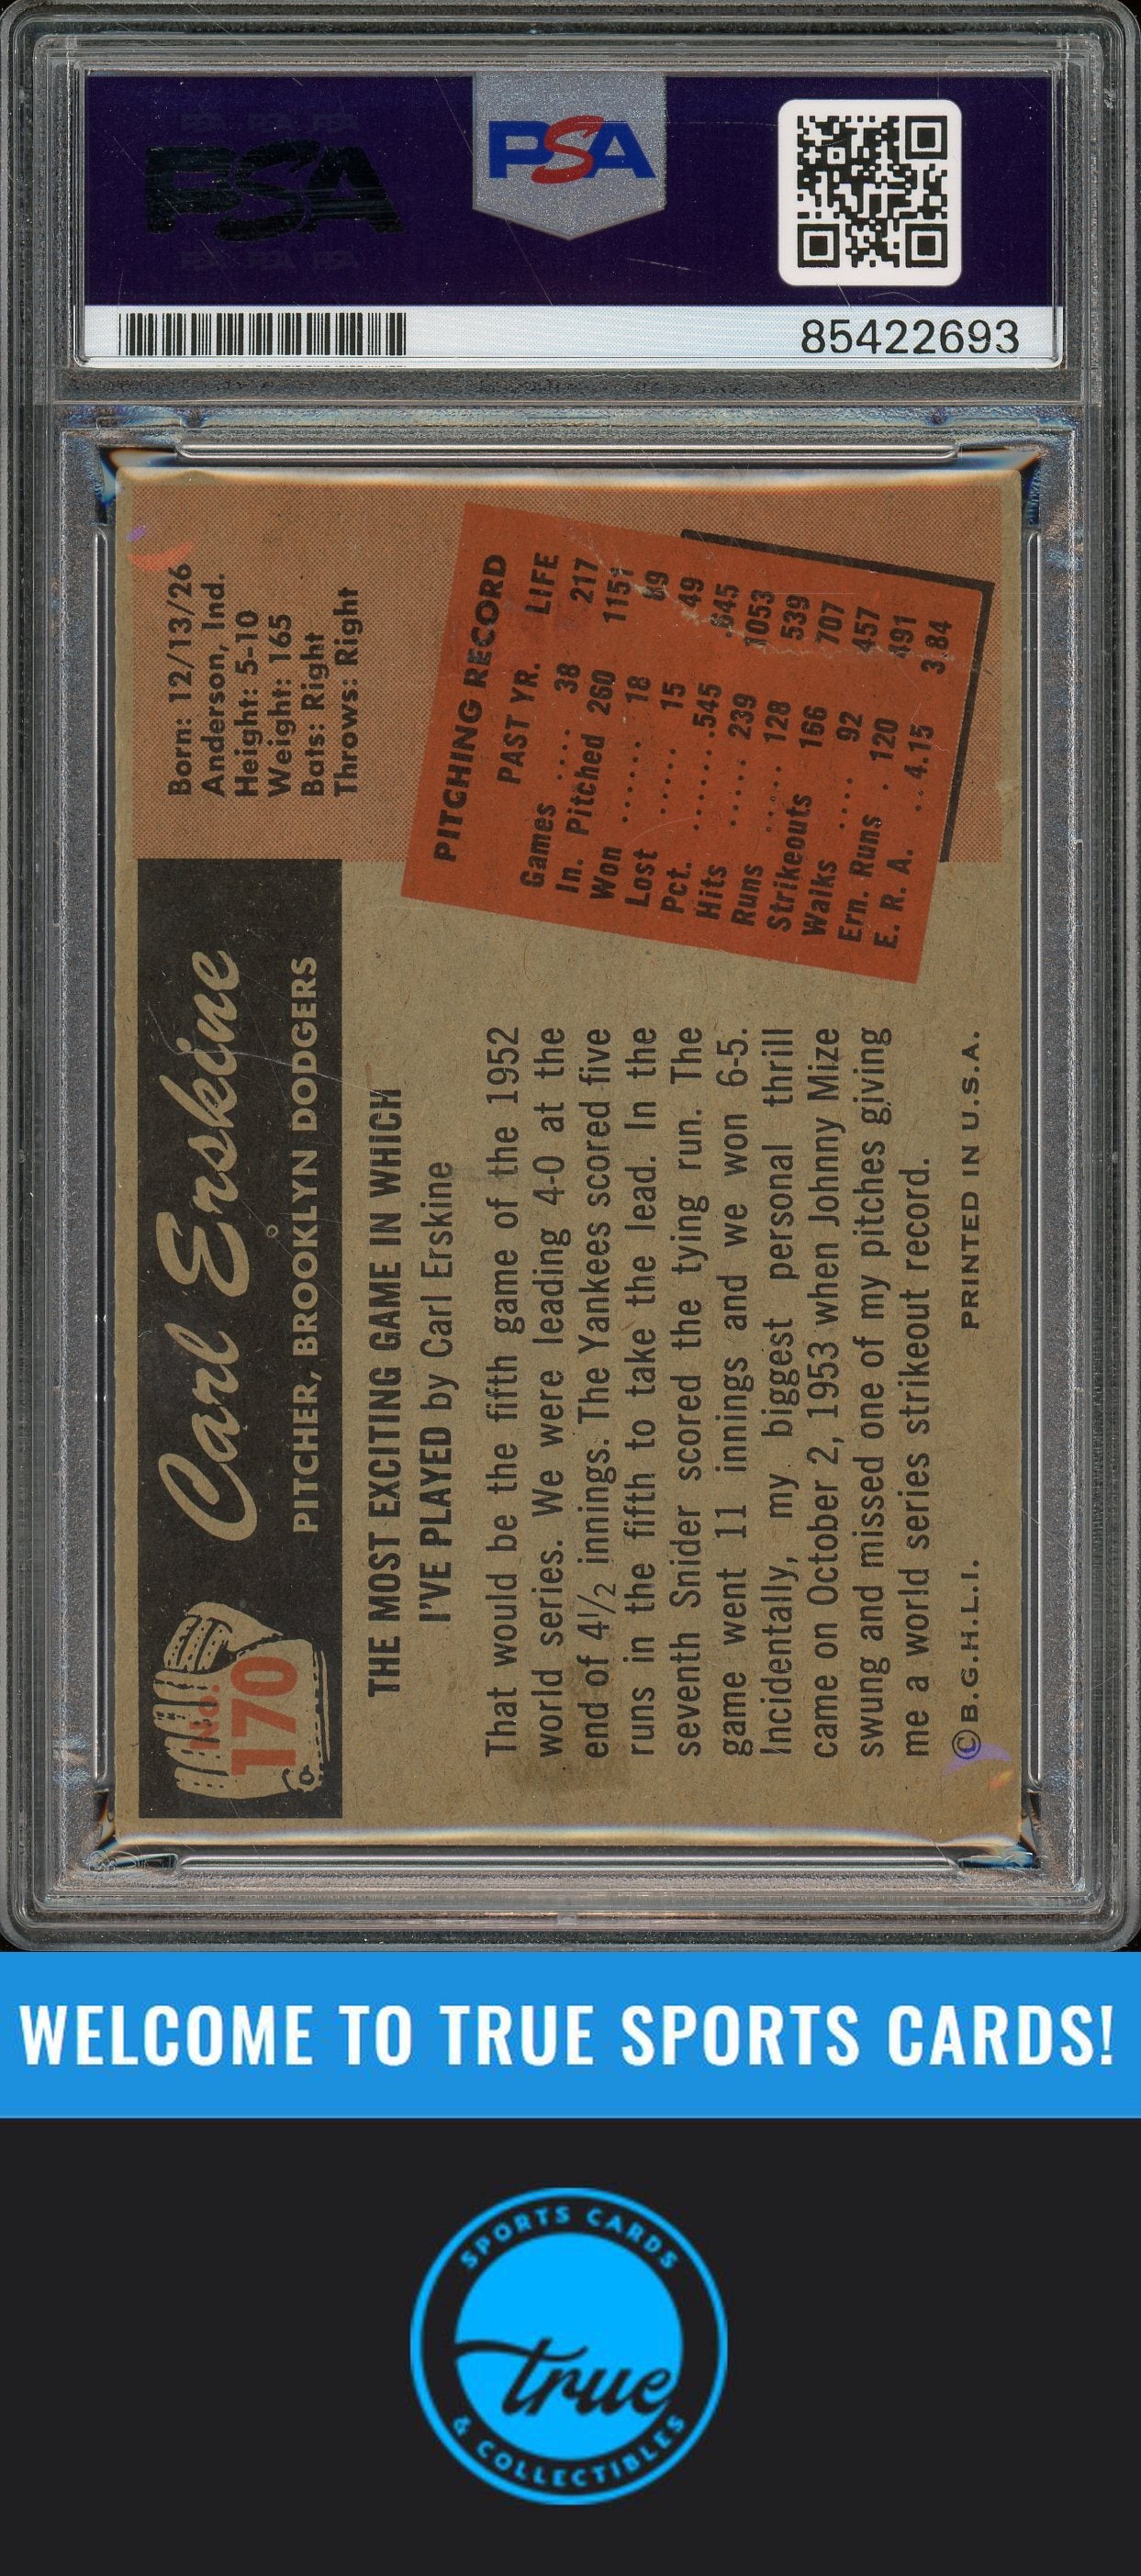 PSA
PSA
85422693
No.
170
Carl Erskine
PITCHER, BROOKLYN DODGERS
Born: 12/13/26
Anderson, Ind.
Height: 5-10
Weight: 165
Bats: Right
Throws: Right
THE MOST EXCITING GAME IN WHICH
I'VE PLAYED by Carl Erskine
That would be the fifth game of the 1952
world series. We were leading 4-0 at the
end of 4½ innings. The Yankees scored five
runs in the fifth to take the lead. In the
seventh Snider scored the tying run. The
game went 11 innings and we won 6-5.
Incidentally, my biggest personal thrill
came on October 2, 1953 when Johnny Mize
swung and missed one of my pitches giving
me a world series strikeout record.
PITCHING RECORD
PAST YR. LIFE
Games .... 38 217
In. Pitched 260 1151
Won ...... 18 89
Lost ..... 15 49
Pct. ...... .545 .645
Hits ..... 239 1053
Runs .... 128 539
Strikeouts 166 707
Walks .... 92 457
Ern. Runs . 120 491
E. R. A. .. 4.15 3.84
©B.G.H.L.I. PRINTED IN U.S.A.
WELCOME TO TRUE SPORTS CARDS!
SPORTS CARDS
true
& COLLECTIBLES